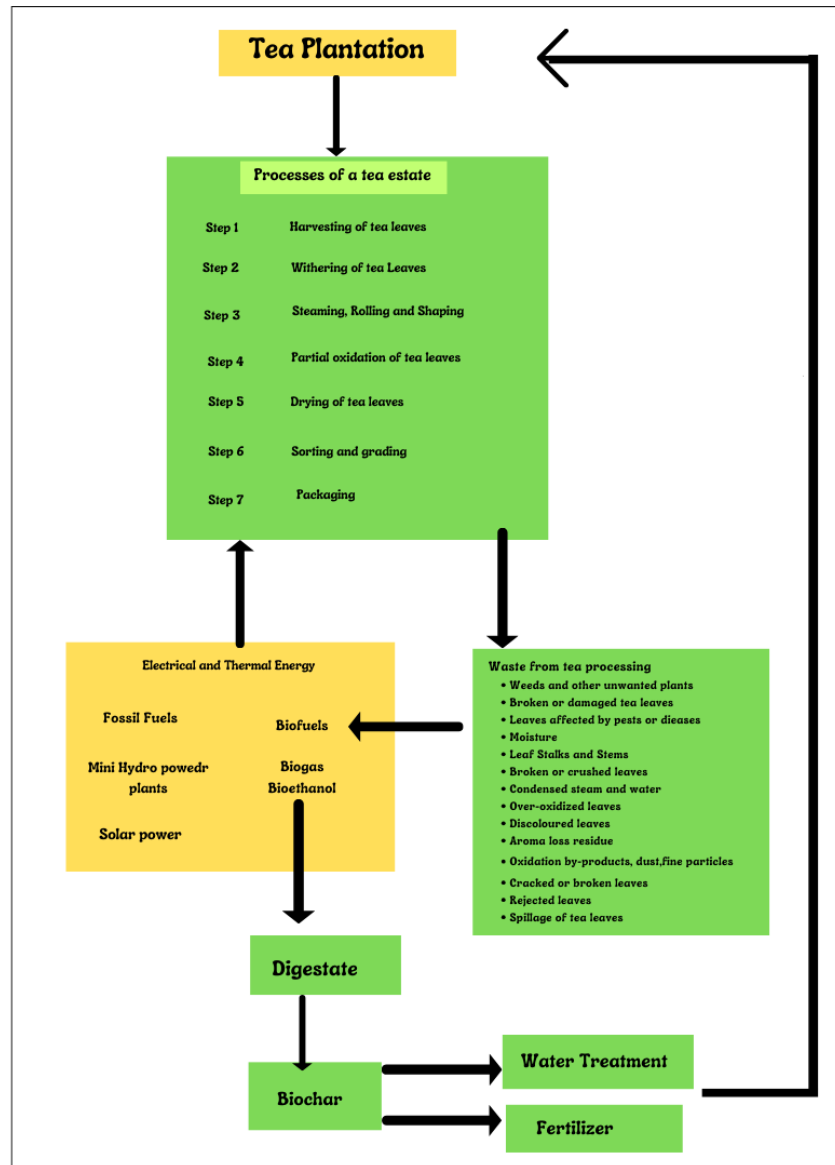 Tea Plantation
Processes of a tea estate
Step 1 Harvesting of tea leaves
Step 2 Withering of tea Leaves
Step 3 Steaming, Rolling and Shaping
Step 4 Partial oxidation of tea leaves
Step 5 Drying of tea leaves
Step 6 Sorting and grading
Step 7 Packaging
Electrical and Thermal Energy
Fossil Fuels
Biofuels
Mini Hydro powedr
plants
Biogas
Bioethanol
Solar power
Waste from tea processing
• Weeds and other unwanted plants
• Broken or damaged tea leaves
• Leaves affected by pests or dieases
• Moisture
• Leaf Stalks and Stems
• Broken or crushed leaves
• Condensed steam and water
• Over-oxidized leaves
• Discoloured leaves
• Aroma loss residue
• Oxidation by-products, dust,fine particles
• Cracked or broken leaves
• Rejected leaves
• Spillage of tea leaves
Digestate
Biochar
Water Treatment
Fertilizer